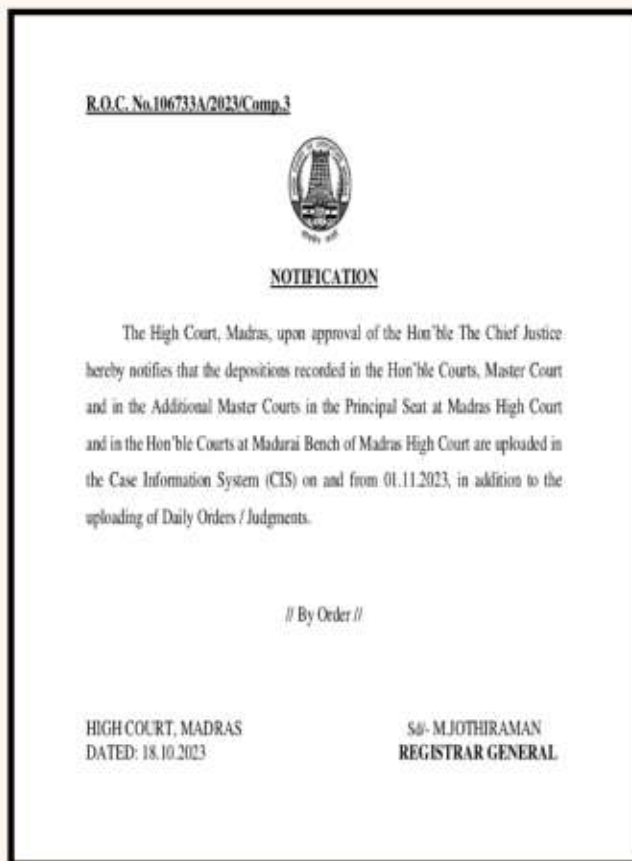 R.O.C. No.106733A/2023/Comp.3
NOTIFICATION
The High Court, Madras, upon approval of the Hon'ble The Chief Justice
hereby notifies that the depositions recorded in the Hon'ble Courts, Master Court
and in the Additional Master Courts in the Principal Seat at Madras High Court
and in the Hon'ble Courts at Madurai Bench of Madras High Court are uploaded in
the Case Information System (CIS) on and from 01.11.2023, in addition to the
uploading of Daily Orders / Judgments.
// By Order //
HIGH COURT, MADRAS
DATED: 18.10.2023
Sd/- M.JOTHIRAMAN
REGISTRAR GENERAL